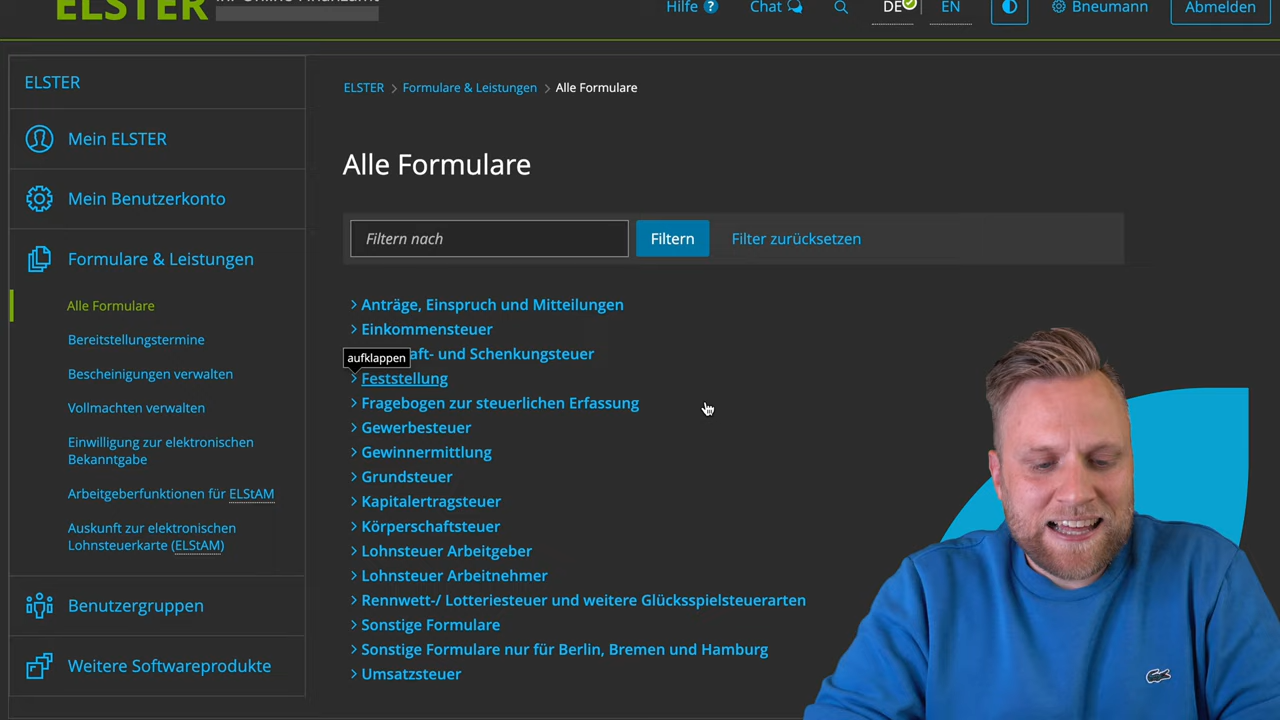 ELSTER
Ihr Online-Finanzamt
Hilfe ?
Chat
DE
EN
Bneumann
Abmelden
ELSTER
Mein ELSTER
Mein Benutzerkonto
Formulare & Leistungen
Alle Formulare
Bereitstellungstermine
Bescheinigungen verwalten
Vollmachten verwalten
Einwilligung zur elektronischen
Bekanntgabe
Arbeitgeberfunktionen für ELStAM
Auskunft zur elektronischen
Lohnsteuerkarte (ELStAM)
Benutzergruppen
Weitere Softwareprodukte
ELSTER > Formulare & Leistungen > Alle Formulare
Alle Formulare
Filtern nach
Filtern
Filter zurücksetzen
Anträge, Einspruch und Mitteilungen
Einkommensteuer
aft- und Schenkungsteuer
aufklappen
Feststellung
Fragebogen zur steuerlichen Erfassung
Gewerbesteuer
Gewinnermittlung
Grundsteuer
Kapitalertragsteuer
Körperschaftsteuer
Lohnsteuer Arbeitgeber
Lohnsteuer Arbeitnehmer
Rennwett-/ Lotteriesteuer und weitere Glücksspielsteuerarten
Sonstige Formulare
Sonstige Formulare nur für Berlin, Bremen und Hamburg
Umsatzsteuer